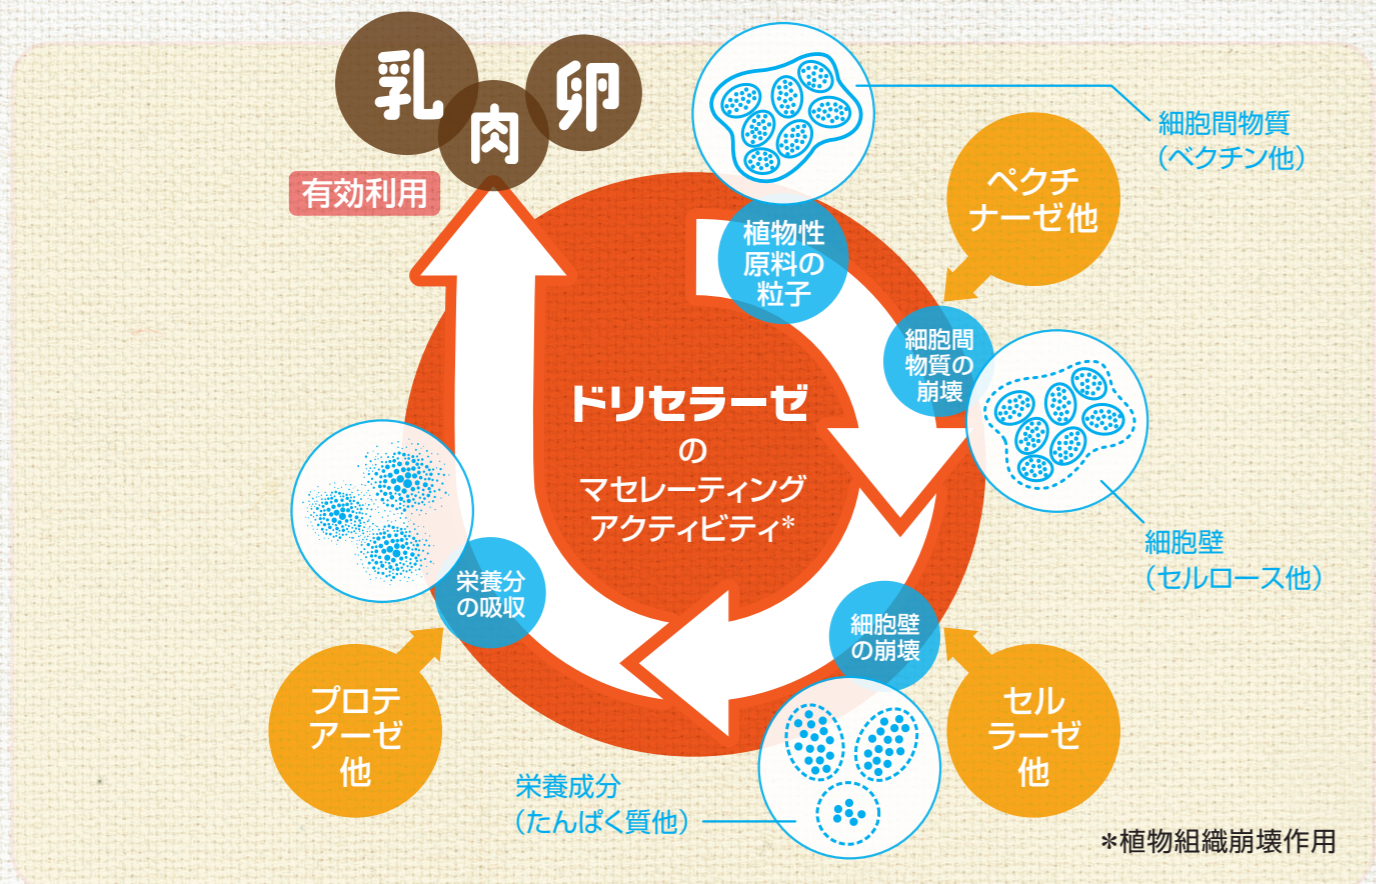 乳
肉
卵
有効利用
細胞間物質
（ペクチン他）
ペクチ
ナーゼ他
植物性
原料の
粒子
細胞間
物質の
崩壊
ドリセラーゼ
の
マセレーティング
アクティビティ*
細胞壁
（セルロース他）
栄養分
の吸収
細胞壁
の崩壊
プロテ
アーゼ
他
セル
ラーゼ
他
栄養成分
（たんぱく質他）
*植物組織崩壊作用